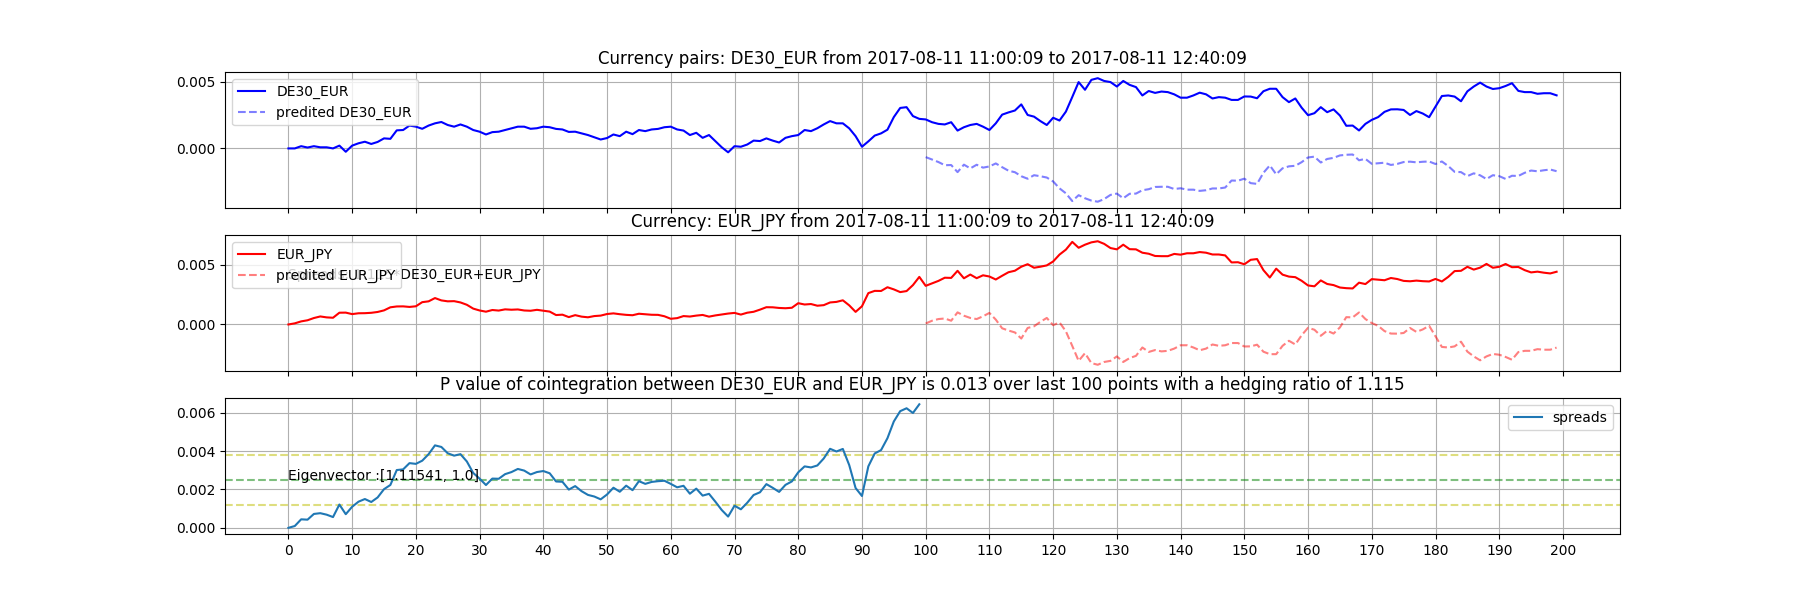 Currency pairs: DE30_EUR from 2017-08-11 11:00:09 to 2017-08-11 12:40:09
0.005
0.000
DE30_EUR
predited DE30_EUR
Currency: EUR_JPY from 2017-08-11 11:00:09 to 2017-08-11 12:40:09
0.005
0.000
EUR_JPY
predited EUR_JPY
DE30_EUR+EUR_JPY
P value of cointegration between DE30_EUR and EUR_JPY is 0.013 over last 100 points with a hedging ratio of 1.115
0.006
0.004
0.002
0.000
spreads
Eigenvector :[1.11541, 1.0]
0 10 20 30 40 50 60 70 80 90 100 110 120 130 140 150 160 170 180 190 200